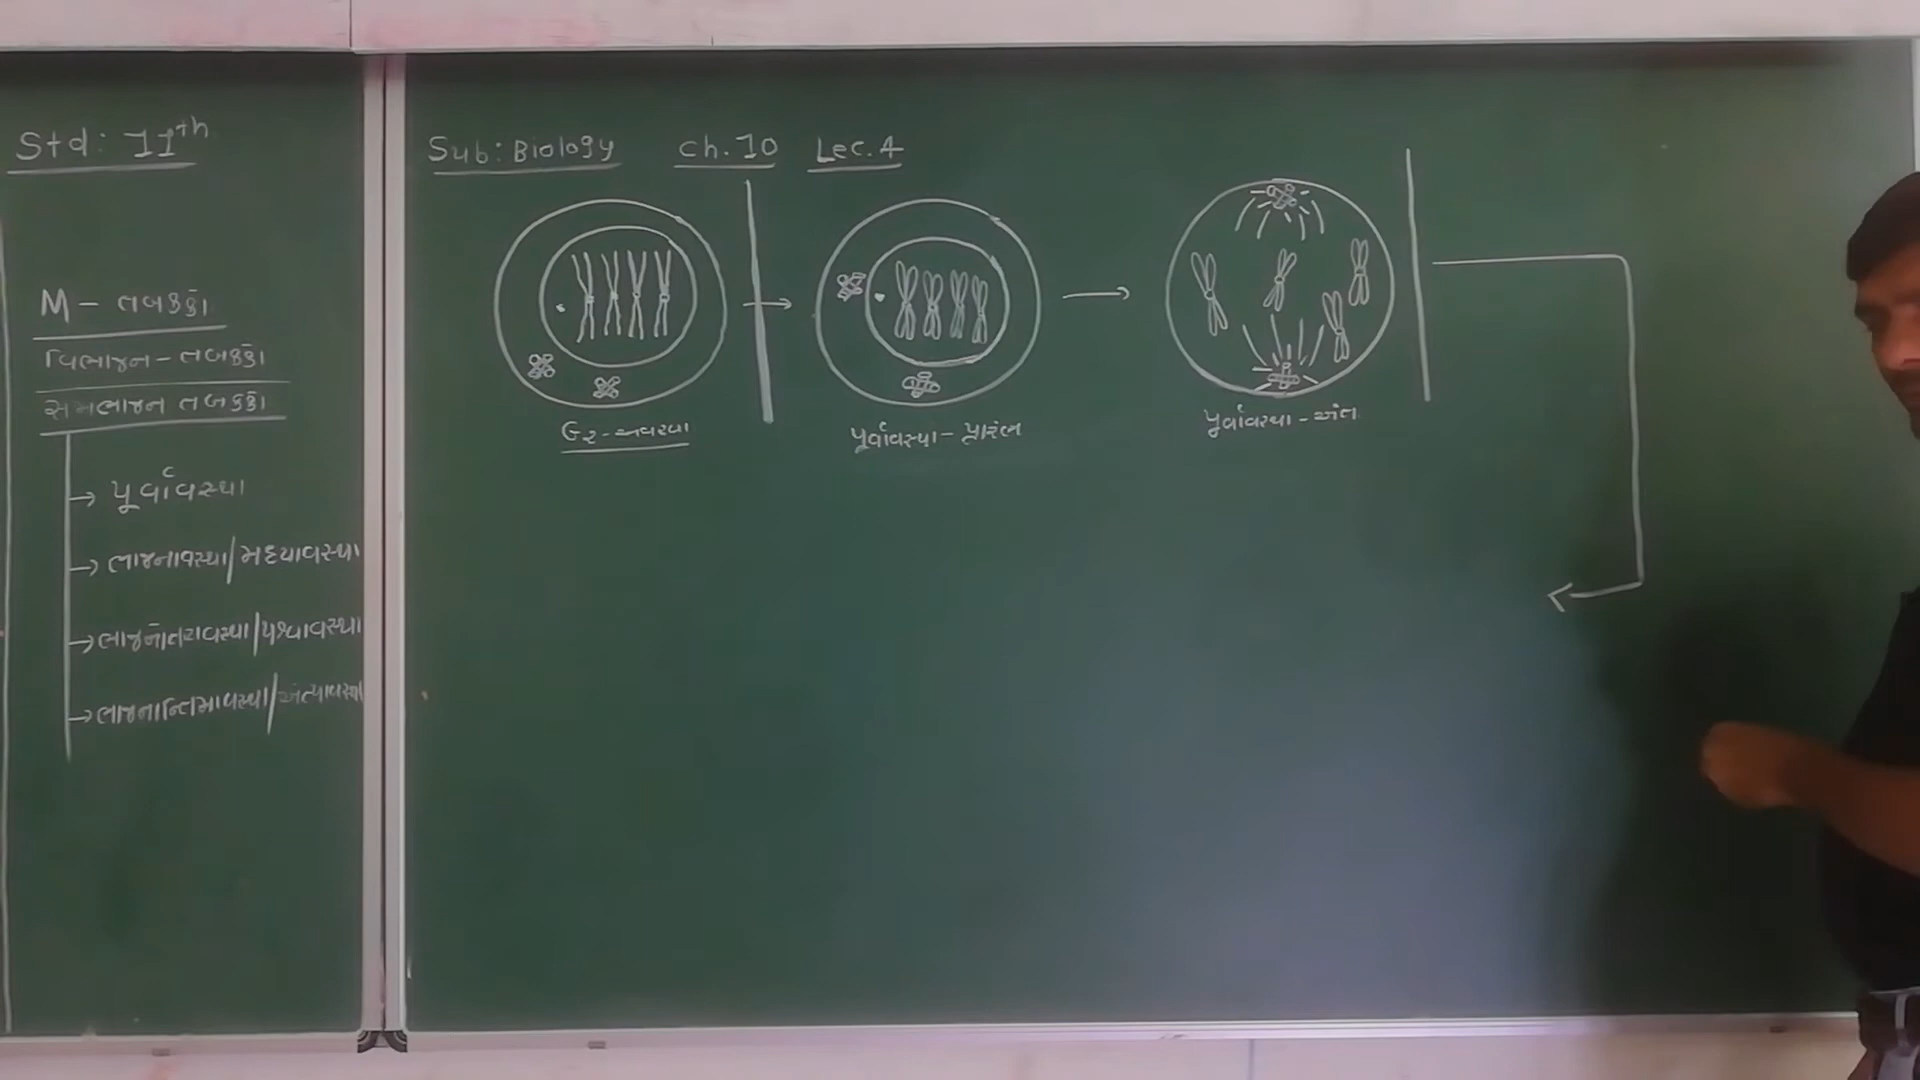 Std: 11th
M - તબક્કો
વિભાજન - તબક્કો
સમભાજન તબક્કો
→ પૂર્વાવસ્થા
→ ભાજનાવસ્થા/મધ્યાવસ્થા
→ ભાજનોત્તરાવસ્થા/પશ્ચાવસ્થા
→ ભાજનાન્તિમાવસ્થા/અંત્યાવસ્થા
Sub: Biology ch. 10 Lec. 4
G2 - અવસ્થા
પૂર્વાવસ્થા - પ્રારંભ
પૂર્વાવસ્થા - અંત